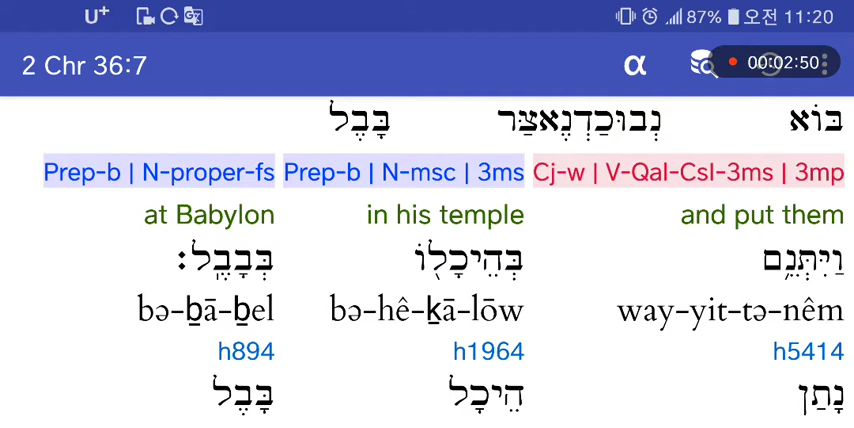 U+ 87% 오전 11:20
2 Chr 36:7 α 00:02:50
בּוֹא נְבוּכַדְנֶאצַּר בָּבֶל
Prep-b | N-proper-fs Prep-b | N-msc | 3ms Cj-w | V-Qal-CsI-3ms | 3mp
at Babylon in his temple and put them
וַיִּתְּנֵ֥ם בְּהֵיכָל֖וֹ בְּבָבֶֽל׃
bə-ḇā-ḇel bə-hê-ḵā-lōw way-yit-tə-nêm
h894 h1964 h5414
נָתַן הֵיכָל בָּבֶל